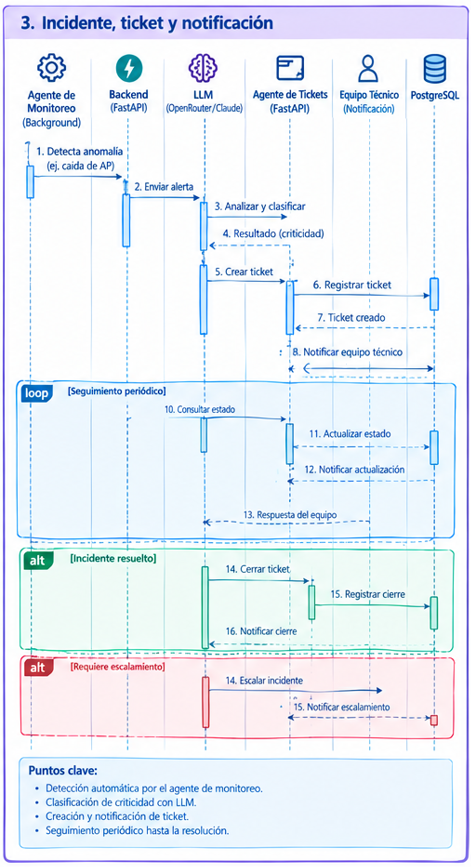 3. Incidente, ticket y notificación
Agente de
Monitoreo
(Background)
Backend
(FastAPI)
LLM
(OpenRouter/Claude)
Agente de Tickets
(FastAPI)
Equipo Técnico
(Notificación)
PostgreSQL
1. Detecta anomalía
(ej. caida de AP)
2. Enviar alerta
3. Analizar y clasificar
4. Resultado (criticidad)
5. Crear ticket
6. Registrar ticket
7. Ticket creado
8. Notificar equipo técnico
loop
[Seguimiento periódico]
10. Consultar estado
11. Actualizar estado
12. Notificar actualización
13. Respuesta del equipo
alt
[Incidente resuelto]
14. Cerrar ticket
15. Registrar cierre
16. Notificar cierre
alt
[Requiere escalamiento]
14. Escalar incidente
15. Notificar escalamiento
Puntos clave:
• Detección automática por el agente de monitoreo.
• Clasificación de criticidad con LLM.
• Creación y notificación de ticket.
• Seguimiento periódico hasta la resolución.